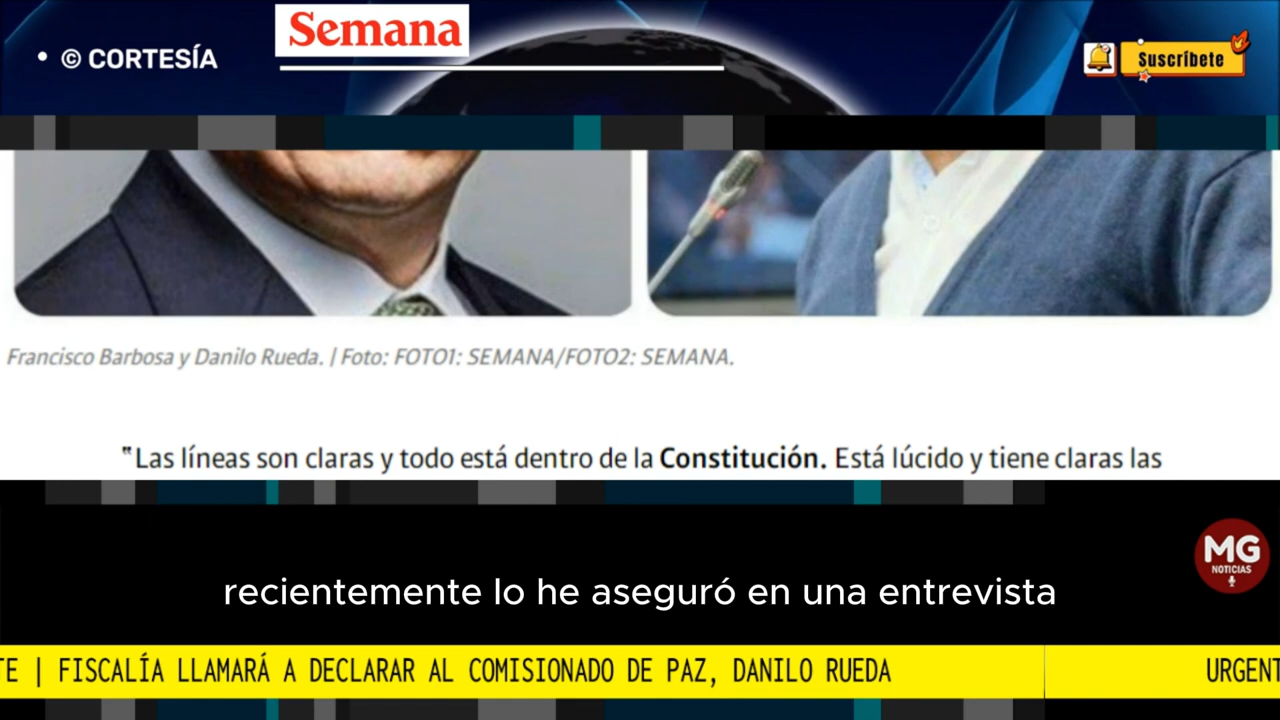 Semana
• © CORTESÍA
Suscríbete
Francisco Barbosa y Danilo Rueda. | Foto: FOTO1: SEMANA/FOTO2: SEMANA.
"Las líneas son claras y todo está dentro de la Constitución. Está lúcido y tiene claras las
MG
NOTICIAS
recientemente lo he aseguró en una entrevista
TE | FISCALÍA LLAMARÁ A DECLARAR AL COMISIONADO DE PAZ, DANILO RUEDA URGENT